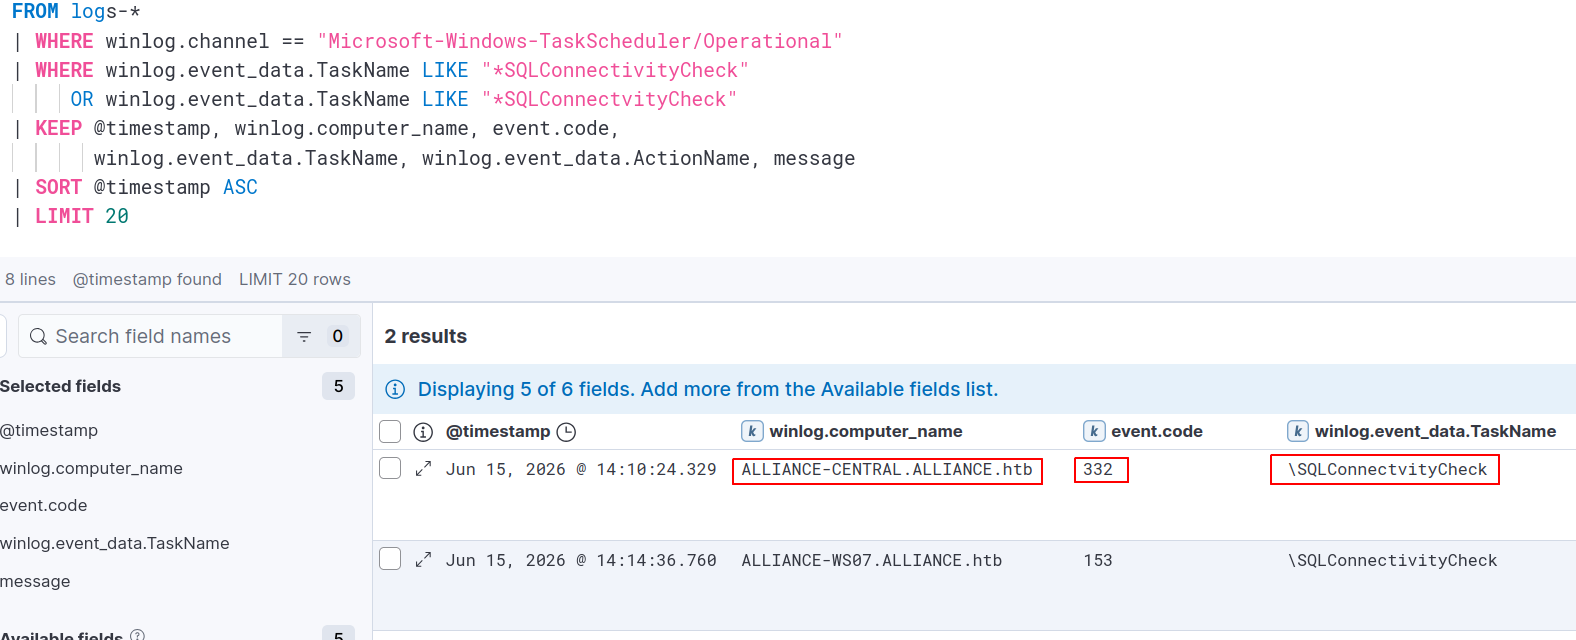 FROM logs-*
| WHERE winlog.channel == "Microsoft-Windows-TaskScheduler/Operational"
| WHERE winlog.event_data.TaskName LIKE "*SQLConnectivityCheck"
OR winlog.event_data.TaskName LIKE "*SQLConnectvityCheck"
| KEEP @timestamp, winlog.computer_name, event.code,
winlog.event_data.TaskName, winlog.event_data.ActionName, message
| SORT @timestamp ASC
| LIMIT 20
8 lines @timestamp found LIMIT 20 rows
Search field names 0
2 results
Selected fields 5
Displaying 5 of 6 fields. Add more from the Available fields list.
@timestamp
winlog.computer_name
event.code
winlog.event_data.TaskName
message
Available fields 5
@timestamp k winlog.computer_name k event.code k winlog.event_data.TaskName
Jun 15, 2026 @ 14:10:24.329 ALLIANCE-CENTRAL.ALLIANCE.htb 332 \SQLConnectvityCheck
Jun 15, 2026 @ 14:14:36.760 ALLIANCE-WS07.ALLIANCE.htb 153 \SQLConnectivityCheck